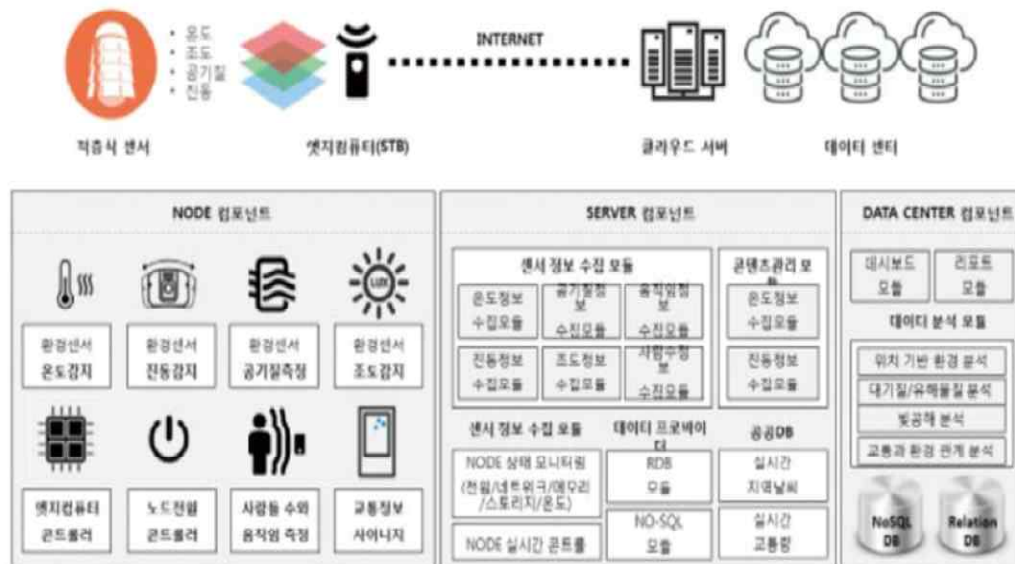 • 온도
• 조도
• 공기질
• 진동
INTERNET
적층식 센서
엣지컴퓨터(STB)
클라우드 서버
데이터 센터
NODE 컴포넌트
환경센서
온도감지
환경센서
진동감지
환경센서
공기질측정
LUX
환경센서
조도감지
엣지컴퓨터
콘트롤러
노드전원
콘트롤러
사람들 수와
움직임 측정
교통정보
사이니지
SERVER 컴포넌트
센서 정보 수집 모듈
온도정보
수집모듈
공기질정
보
수집모듈
움직임정
보
수집모듈
진동정보
수집모듈
조도정보
수집모듈
사람수정
보
수집모듈
콘텐츠관리 모
듈
온도정보
수집모듈
진동정보
수집모듈
센서 정보 수집 모듈
NODE 상태 모니터링
(전원/네트워크/메모리
/스토리지/온도)
NODE 실시간 콘트롤
데이터 프로바이
더
RDB
모듈
NO-SQL
모듈
공공DB
실시간
지역날씨
실시간
교통량
DATA CENTER 컴포넌트
대시보드
모듈
리포트
모듈
데이터 분석 모듈
위치 기반 환경 분석
대기질/유해물질 분석
빛공해 분석
교통과 환경 관계 분석
NoSQL
DB
Relation
DB